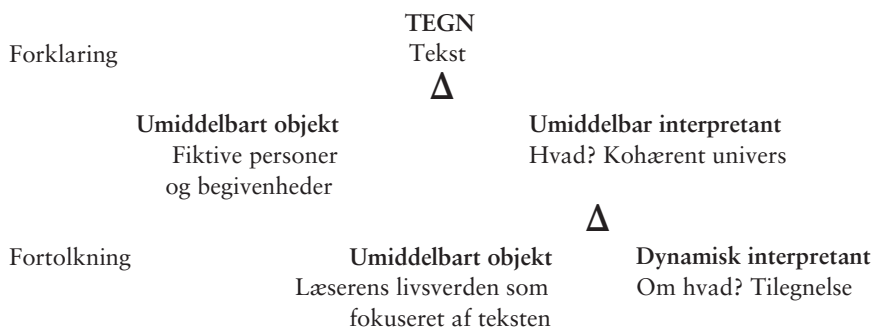 TEGN
Forklaring Tekst
Δ
Umiddelbart objekt Umiddelbar interpretant
Fiktive personer Hvad? Kohærent univers
og begivenheder
Δ
Fortolkning Umiddelbart objekt Dynamisk interpretant
Læserens livsverden som Om hvad? Tilegnelse
fokuseret af teksten